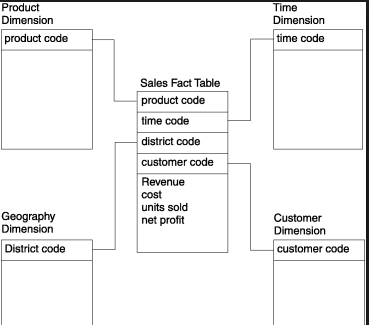 Product
Dimension
product code
Time
Dimension
time code
Sales Fact Table
product code
time code
district code
customer code
Revenue
cost
units sold
net profit
Geography
Dimension
District code
Customer
Dimension
customer code